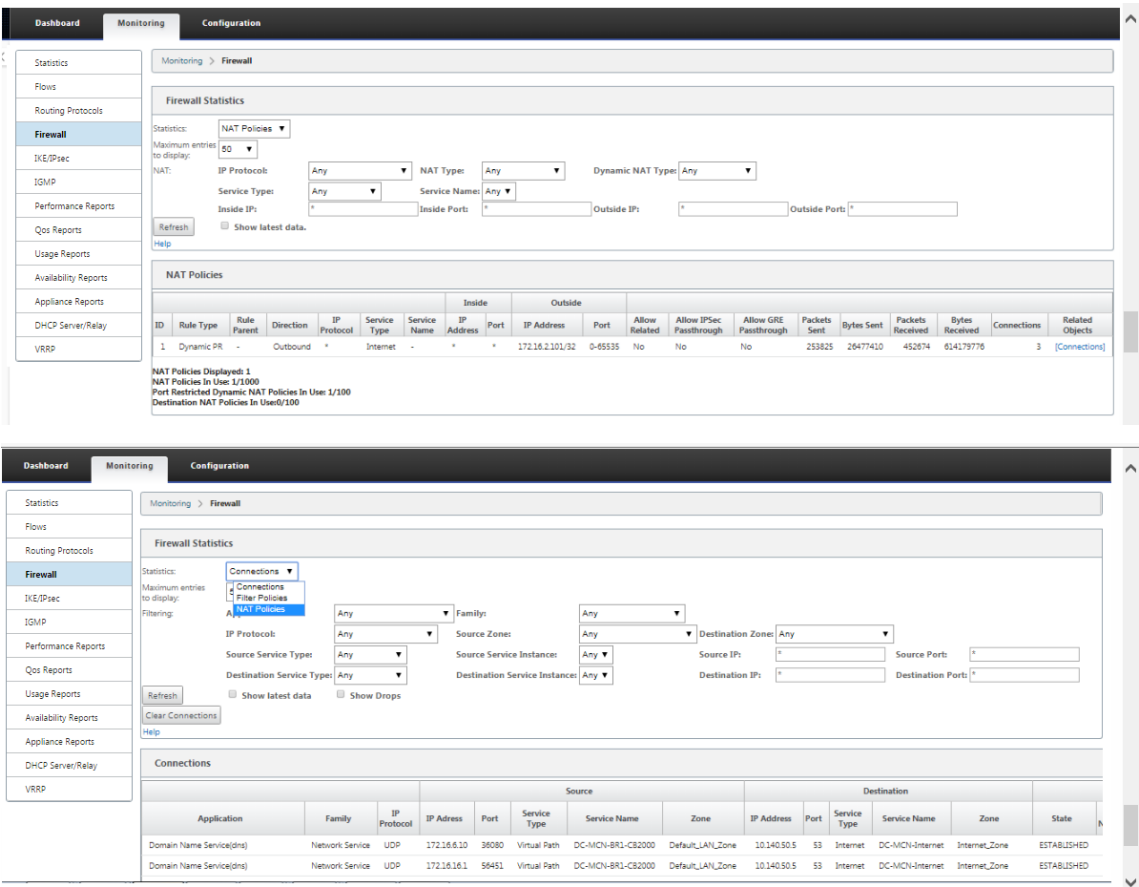 Dashboard Monitoring Configuration
Statistics
Flows
Routing Protocols
Firewall
IKE/IPsec
IGMP
Performance Reports
Qos Reports
Usage Reports
Availability Reports
Appliance Reports
DHCP Server/Relay
VRRP
Monitoring > Firewall
Firewall Statistics
Statistics: NAT Policies
Maximum entries
to display: 50
NAT: IP Protocol: Any NAT Type: Any Dynamic NAT Type: Any
Service Type: Any Service Name: Any
Inside IP: * Inside Port: * Outside IP: * Outside Port: *
Refresh Show latest data.
Help
NAT Policies
Inside Outside
ID Rule Type Rule Parent Direction IP Protocol Service Type Service Name IP Address Port IP Address Port Allow Related Allow IPSec Passthrough Allow GRE Passthrough Packets Sent Bytes Sent Packets Received Bytes Received Connections Related Objects
1 Dynamic PR - Outbound * Internet - * * 172.16.2.101/32 0-65535 No No No 253825 26477410 452674 614179776 3 [Connections]
NAT Policies Displayed: 1
NAT Policies In Use: 1/1000
Port Restricted Dynamic NAT Policies In Use: 1/100
Destination NAT Policies In Use:0/100
Dashboard Monitoring Configuration
Statistics
Flows
Routing Protocols
Firewall
IKE/IPsec
IGMP
Performance Reports
Qos Reports
Usage Reports
Availability Reports
Appliance Reports
DHCP Server/Relay
VRRP
Monitoring > Firewall
Firewall Statistics
Statistics: Connections
Connections
Filter Policies
NAT Policies
Maximum entries
to display:
Filtering: Any Family: Any
IP Protocol: Any Source Zone: Any Destination Zone: Any
Source Service Type: Any Source Service Instance: Any Source IP: * Source Port: *
Destination Service Type: Any Destination Service Instance: Any Destination IP: * Destination Port: *
Refresh Show latest data Show Drops
Clear Connections
Help
Connections
Source Destination
Application Family IP Protocol IP Adress Port Service Type Service Name Zone IP Address Port Service Type Service Name Zone State
Domain Name Service(dns) Network Service UDP 172.16.6.10 36080 Virtual Path DC-MCN-BR1-CB2000 Default_LAN_Zone 10.140.50.5 53 Internet DC-MCN-Internet Internet_Zone ESTABLISHED
Domain Name Service(dns) Network Service UDP 172.16.16.1 56451 Virtual Path DC-MCN-BR1-CB2000 Default_LAN_Zone 10.140.50.5 53 Internet DC-MCN-Internet Internet_Zone ESTABLISHED